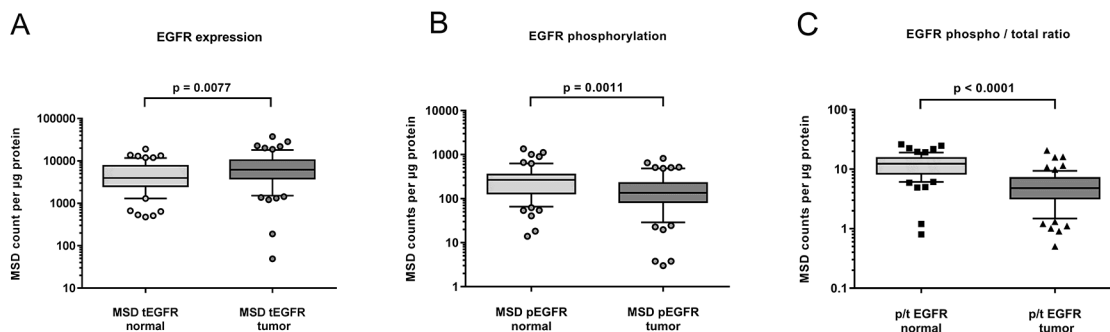 A
EGFR expression
p = 0.0077
MSD count per µg protein
100000
10000
1000
100
10
MSD tEGFR
normal
MSD tEGFR
tumor
B
EGFR phosphorylation
p = 0.0011
MSD counts per µg protein
10000
1000
100
10
1
MSD pEGFR
normal
MSD pEGFR
tumor
C
EGFR phospho / total ratio
p < 0.0001
MSD counts per µg protein
100
10
1
0.1
p/t EGFR
normal
p/t EGFR
tumor